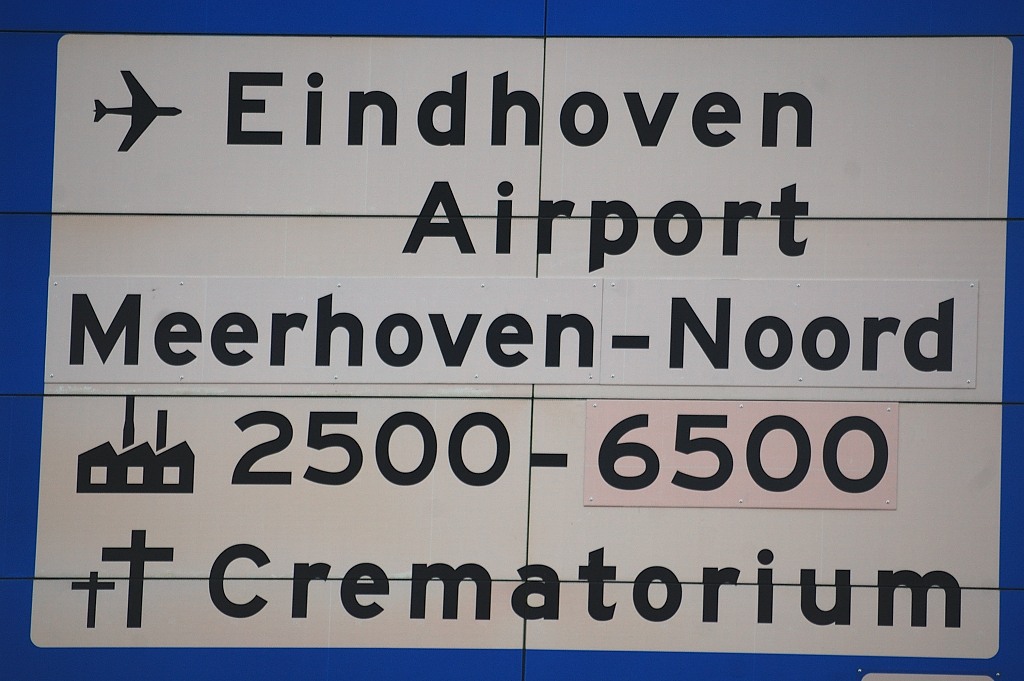 Eindhoven
Airport
Meerhoven-Noord
2500-6500
Crematorium